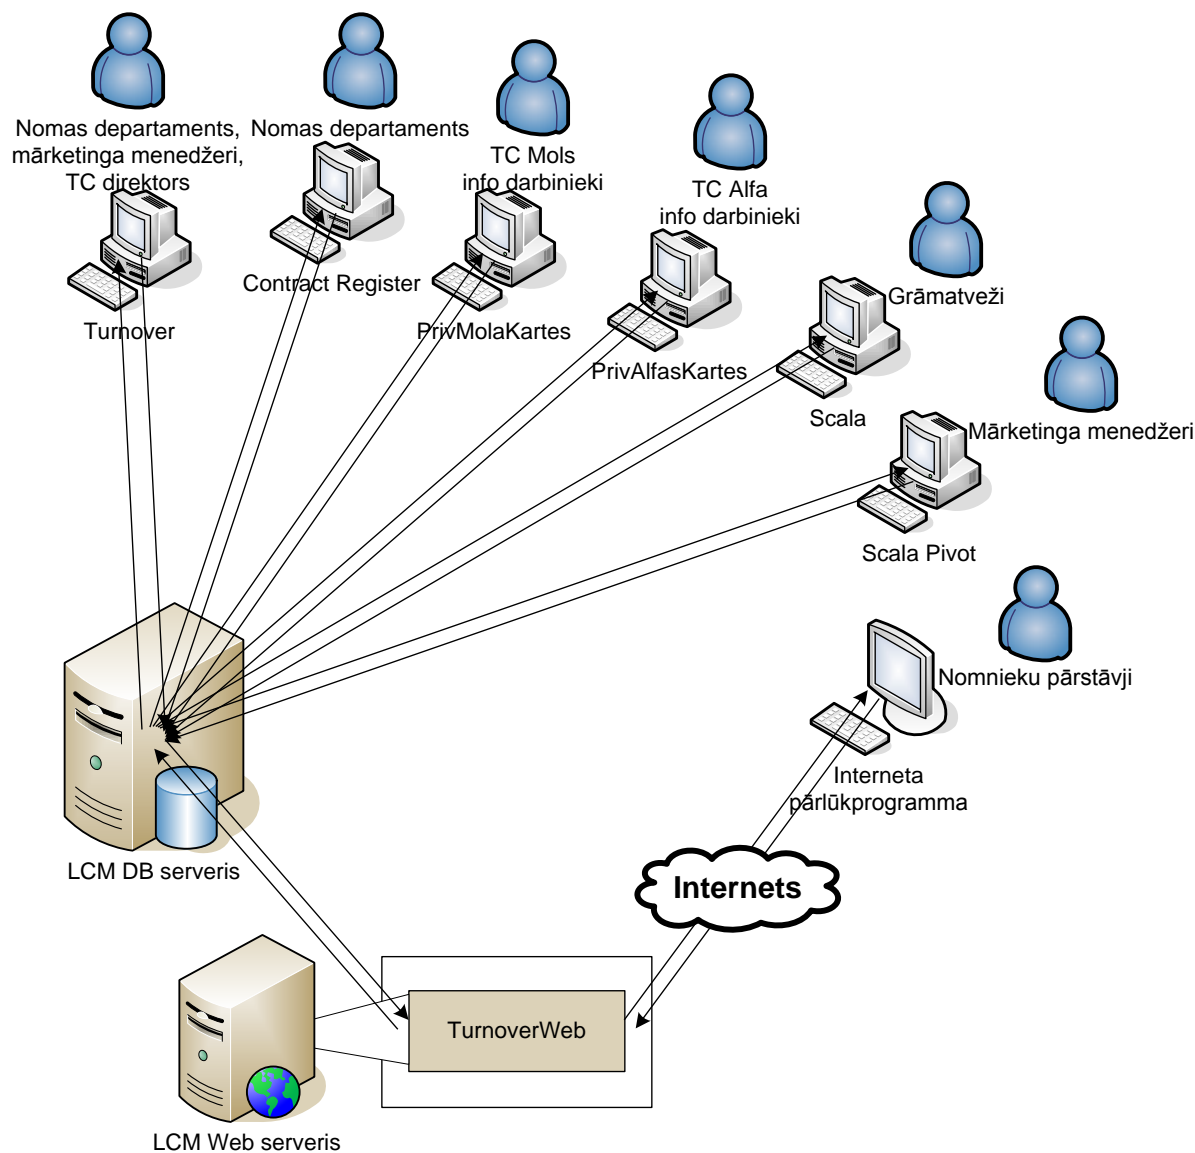 Nomas departaments,
mārketinga menedžeri,
TC direktors
Turnover
Nomas departaments
Contract Register
TC Mols
info darbinieki
PrivMolaKartes
TC Alfa
info darbinieki
PrivAlfasKartes
Grāmatveži
Scala
Mārketinga menedžeri
Scala Pivot
Nomnieku pārstāvji
Interneta
pārlūkprogramma
LCM DB serveris
Internets
TurnoverWeb
LCM Web serveris